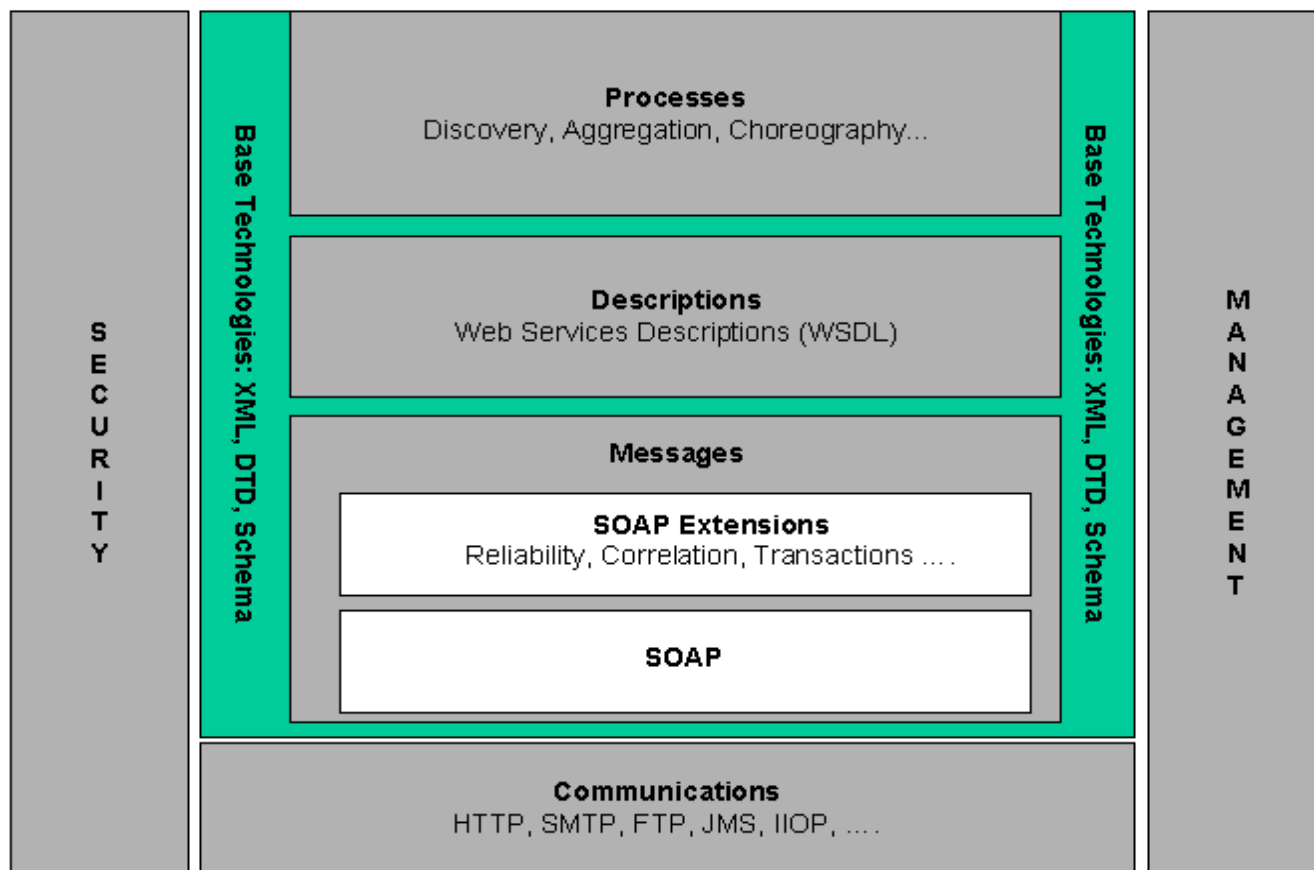 SECURITY
Base Technologies: XML, DTD, Schema
Processes
Discovery, Aggregation, Choreography...
Descriptions
Web Services Descriptions (WSDL)
Messages
SOAP Extensions
Reliability, Correlation, Transactions ....
SOAP
Base Technologies: XML, DTD, Schema
MANAGEMENT
Communications
HTTP, SMTP, FTP, JMS, IIOP, ....